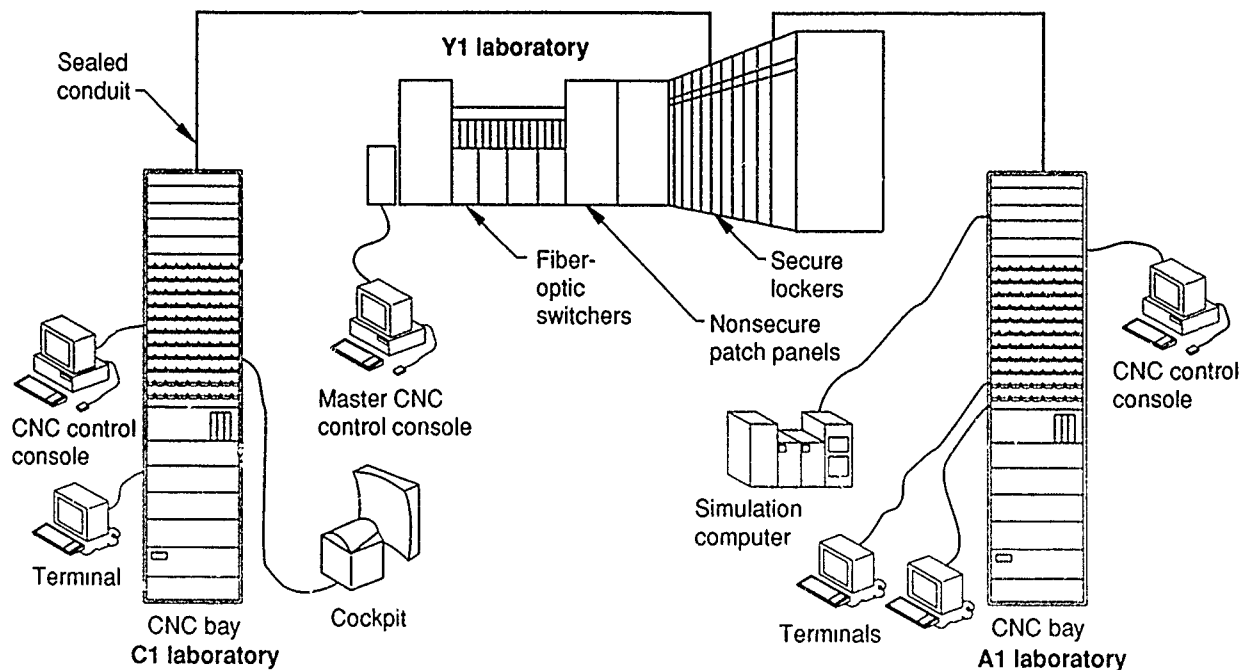 Y1 laboratory
Sealed
conduit
Fiber-
optic
switchers
Secure
lockers
Nonsecure
patch panels
Master CNC
control console
CNC control
console
CNC control
console
Terminal
Cockpit
Simulation
computer
Terminals
CNC bay
C1 laboratory
CNC bay
A1 laboratory